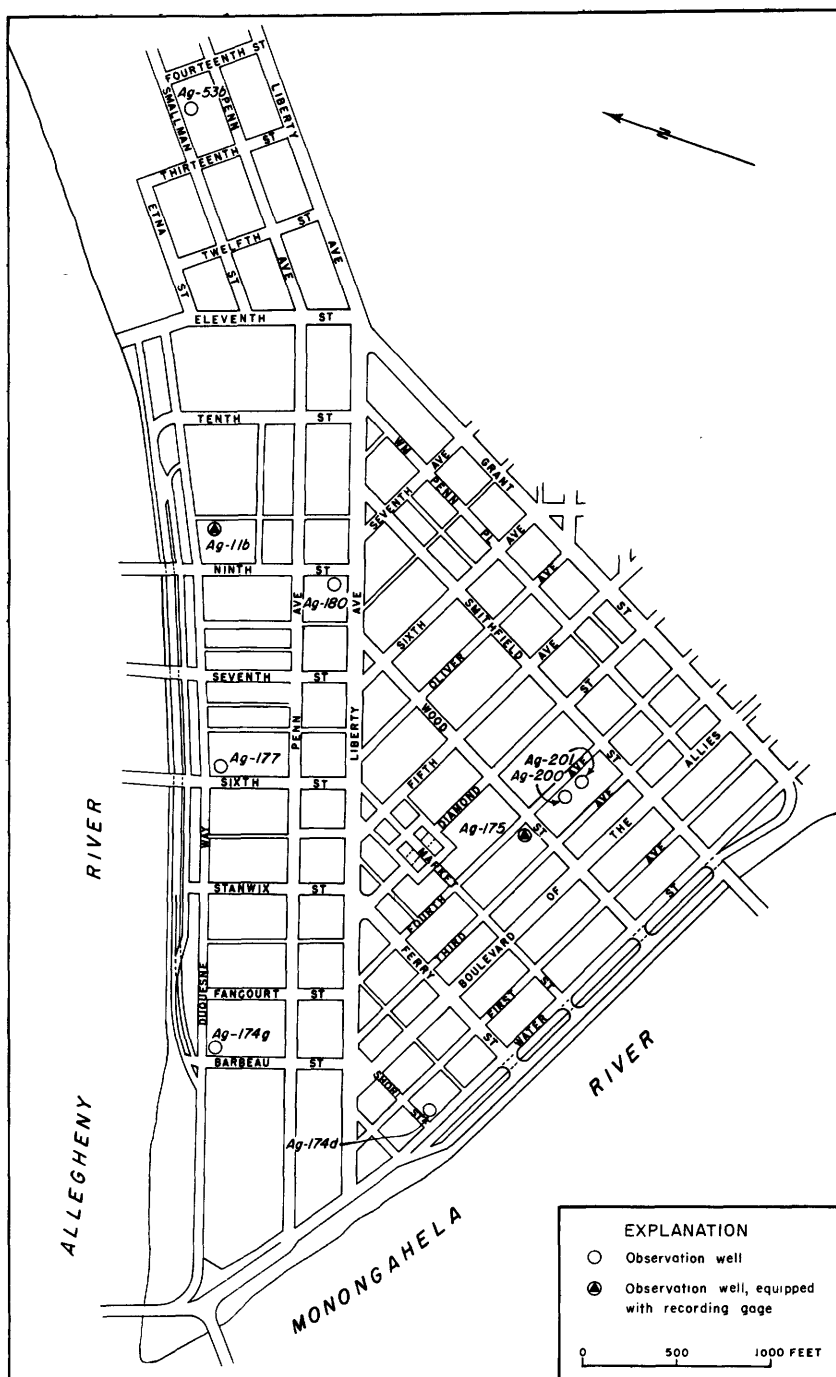 FOURTEENTH ST
Ag-53b
SMALLMAN
PENN
LIBERTY
ST
THIRTEENTH
ETNA
ST
TWELFTH
ST
ST
AVE
AVE
ELEVENTH ST
N
TENTH ST
WM
PENN
PL
SEVENTH AVE
GRANT
ST
Ag-11b
NINTH ST
AVE
Ag-180
AVE
SIXTH
AVE
SMITHFIELD
ST
OLIVER
AVE
SEVENTH ST
PENN
LIBERTY
WOOD
ST
FIFTH
AVE
Ag-177
SIXTH ST
DIAMOND
ST
Ag-201
Ag-200
Ag-175
MARKET
ST
WAY
STANWIX ST
FOURTH
AVE
THIRD
AVE
FERRY
ST
BOULEVARD OF THE ALLIES
FIRST
AVE
WATER
ST
DUQUESNE
FANCOURT ST
Ag-174g
BARBEAU ST
SHORT
ST
Ag-174d
ALLEGHENY RIVER
MONONGAHELA RIVER
EXPLANATION
Observation well
Observation well, equipped
with recording gage
0 500 1000 FEET